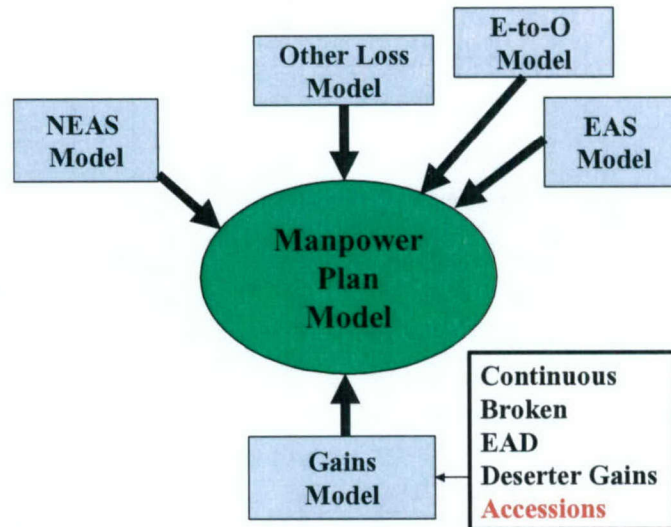 E-to-O
Model
Other Loss
Model
NEAS
Model
EAS
Model
Manpower
Plan
Model
Continuous
Broken
EAD
Deserter Gains
Accessions
Gains
Model